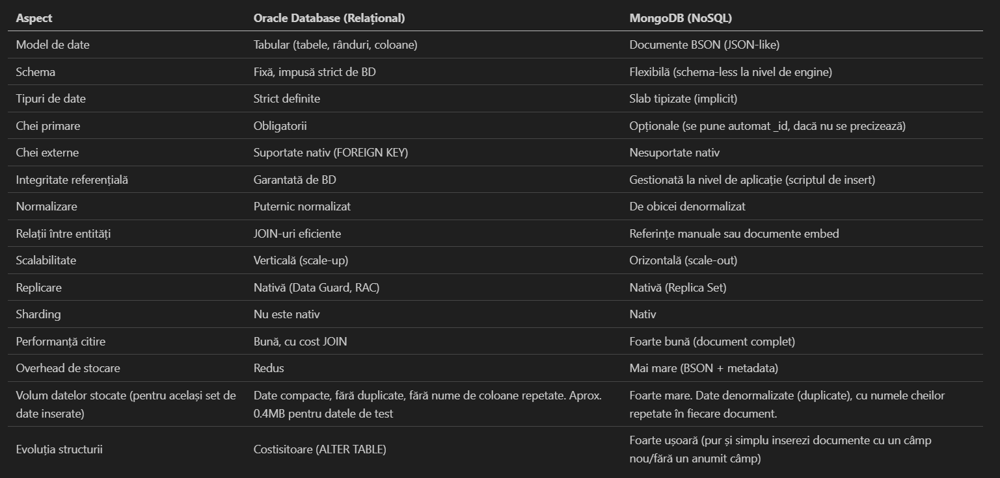 Aspect Oracle Database (Relațional) MongoDB (NoSQL)
Model de date Tabular (tabele, rânduri, coloane) Documente BSON (JSON-like)
Schema Fixă, impusă strict de BD Flexibilă (schema-less la nivel de engine)
Tipuri de date Strict definite Slab tipizate (implicit)
Chei primare Obligatorii Opționale (se pune automat _id, dacă nu se precizează)
Chei externe Suportate nativ (FOREIGN KEY) Nesuportate nativ
Integritate referențială Garantată de BD Gestionată la nivel de aplicație (scriptul de insert)
Normalizare Puternic normalizat De obicei denormalizat
Relații între entități JOIN-uri eficiente Referințe manuale sau documente embed
Scalabilitate Verticală (scale-up) Orizontală (scale-out)
Replicare Nativă (Data Guard, RAC) Nativă (Replica Set)
Sharding Nu este nativ Nativ
Performanță citire Bună, cu cost JOIN Foarte bună (document complet)
Overhead de stocare Redus Mai mare (BSON + metadata)
Volum datelor stocate (pentru același set de Date compacte, fără duplicate, fără nume de coloane repetate. Aprox. Foarte mare. Date denormalizate (duplicate), cu numele cheilor
date inserate) 0.4MB pentru datele de test repetate în fiecare document.
Foarte ușoară (pur și simplu inserezi documente cu un câmp
Evoluția structurii Costisitoare (ALTER TABLE)
nou/fără un anumit câmp)